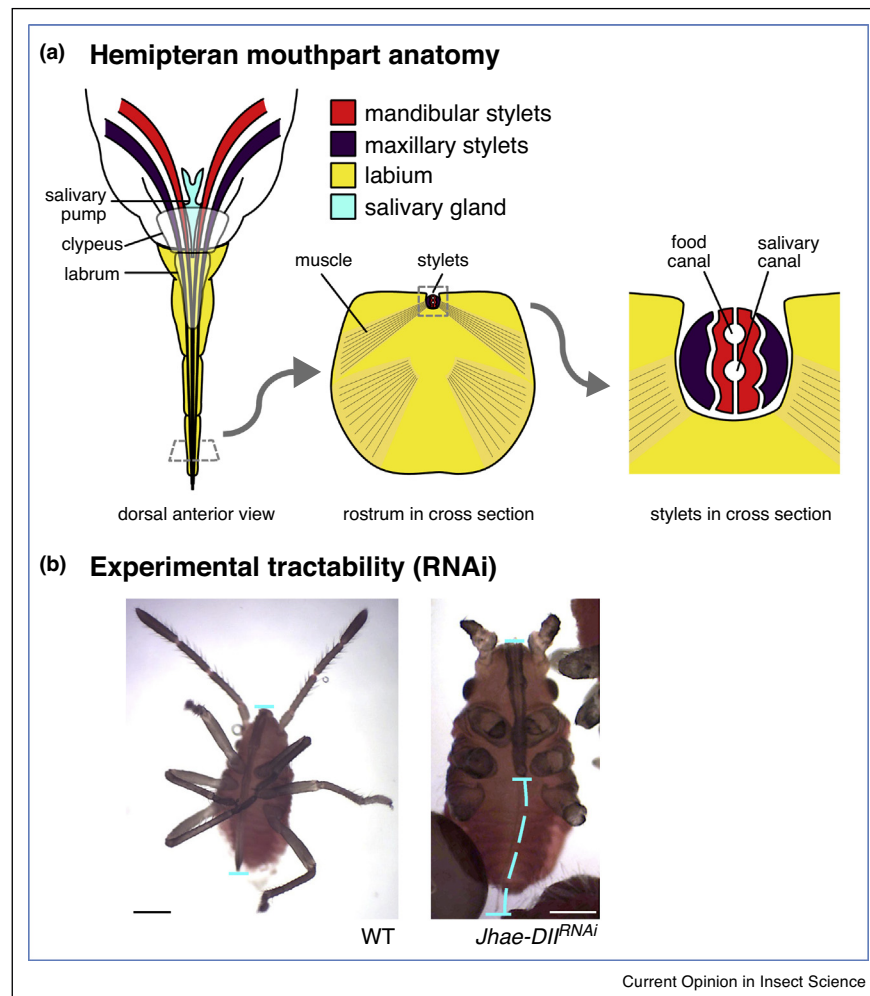 (a) Hemipteran mouthpart anatomy
mandibular stylets
maxillary stylets
labium
salivary gland
salivary
pump
clypeus
labrum
muscle
stylets
food
canal
salivary
canal
dorsal anterior view
rostrum in cross section
stylets in cross section
(b) Experimental tractability (RNAi)
WT
Jhae-Dll^RNAi
Current Opinion in Insect Science